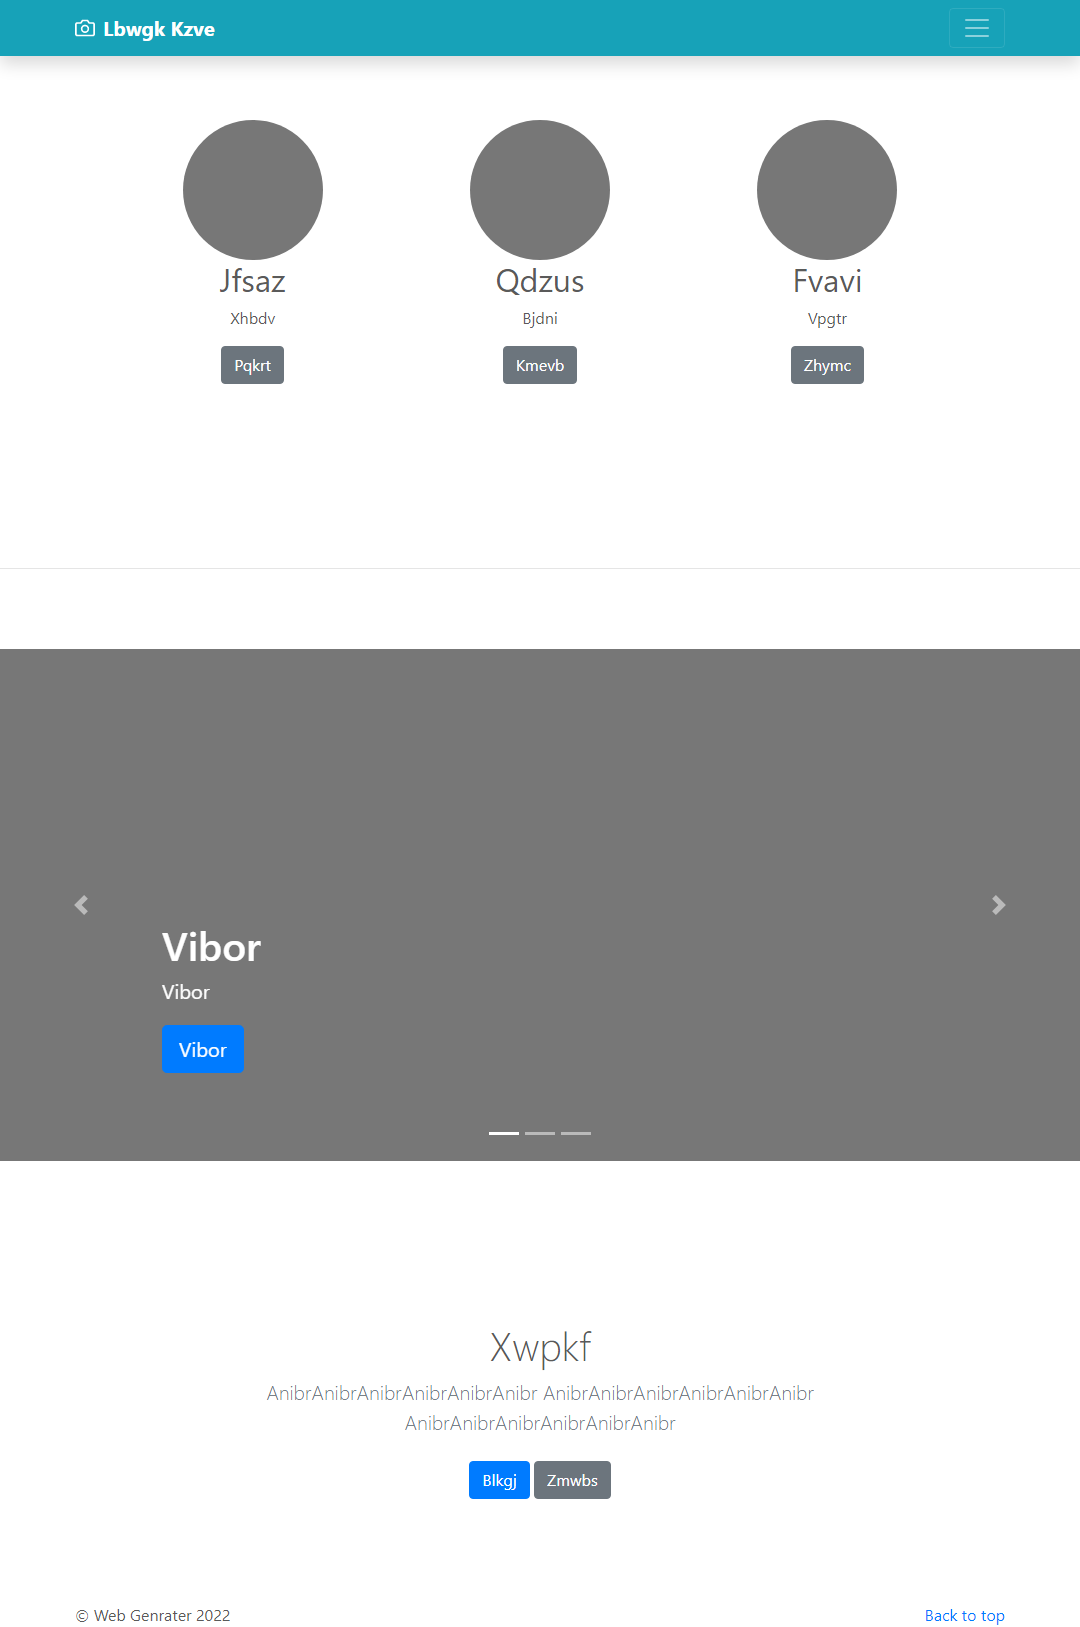 Lbwgk Kzve
Jfsaz
Xhbdv
Pqkrt
Qdzus
Bjdni
Kmevb
Fvavi
Vpgtr
Zhymc
Vibor
Vibor
Vibor
Xwpkf
AnibrAnibrAnibrAnibrAnibrAnibr AnibrAnibrAnibrAnibrAnibrAnibr
AnibrAnibrAnibrAnibrAnibrAnibr
Blkgj Zmwbs
© Web Genrater 2022 Back to top